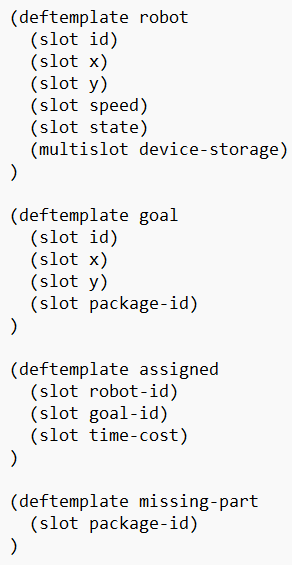 (deftemplate robot
  (slot id)
  (slot x)
  (slot y)
  (slot speed)
  (slot state)
  (multislot device-storage)
)

(deftemplate goal
  (slot id)
  (slot x)
  (slot y)
  (slot package-id)
)

(deftemplate assigned
  (slot robot-id)
  (slot goal-id)
  (slot time-cost)
)

(deftemplate missing-part
  (slot package-id)
)